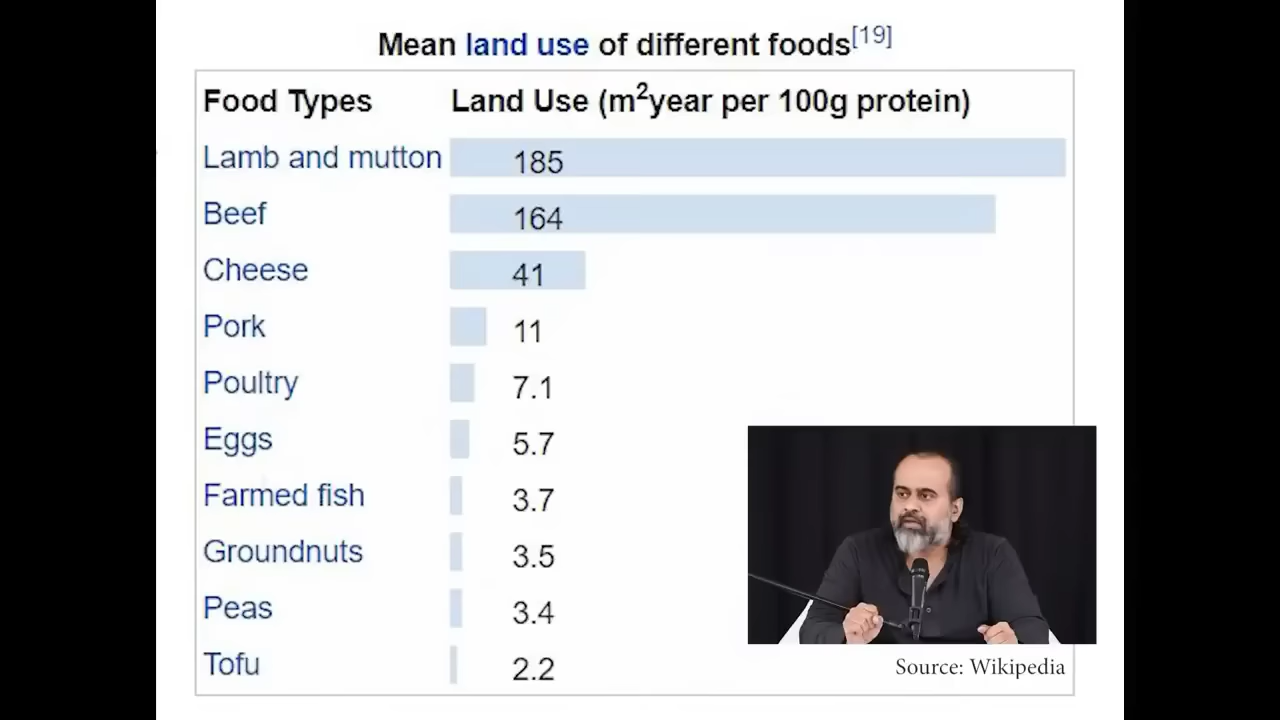 Mean land use of different foods[19]
Food Types Land Use (m²year per 100g protein)
Lamb and mutton 185
Beef 164
Cheese 41
Pork 11
Poultry 7.1
Eggs 5.7
Farmed fish 3.7
Groundnuts 3.5
Peas 3.4
Tofu 2.2
Source: Wikipedia